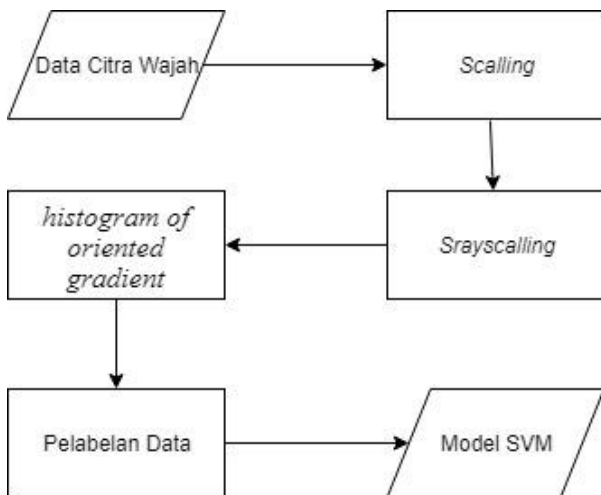 Data Citra Wajah
Scalling
Srayscalling
histogram of
oriented
gradient
Pelabelan Data
Model SVM